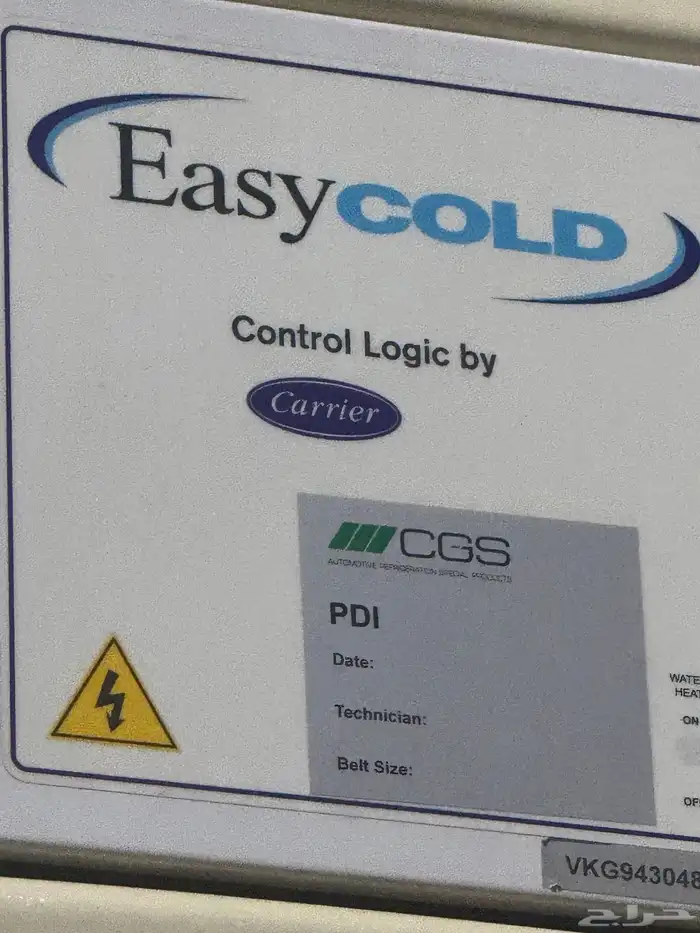 EasyCOLD
Control Logic by
Carrier
CGS
AUTOMOTIVE REFRIGERATION SPECIAL PRODUCTS
PDI
Date:
Technician:
Belt Size:
WATE
HEAT
ON
OF
VKG943048
حراج